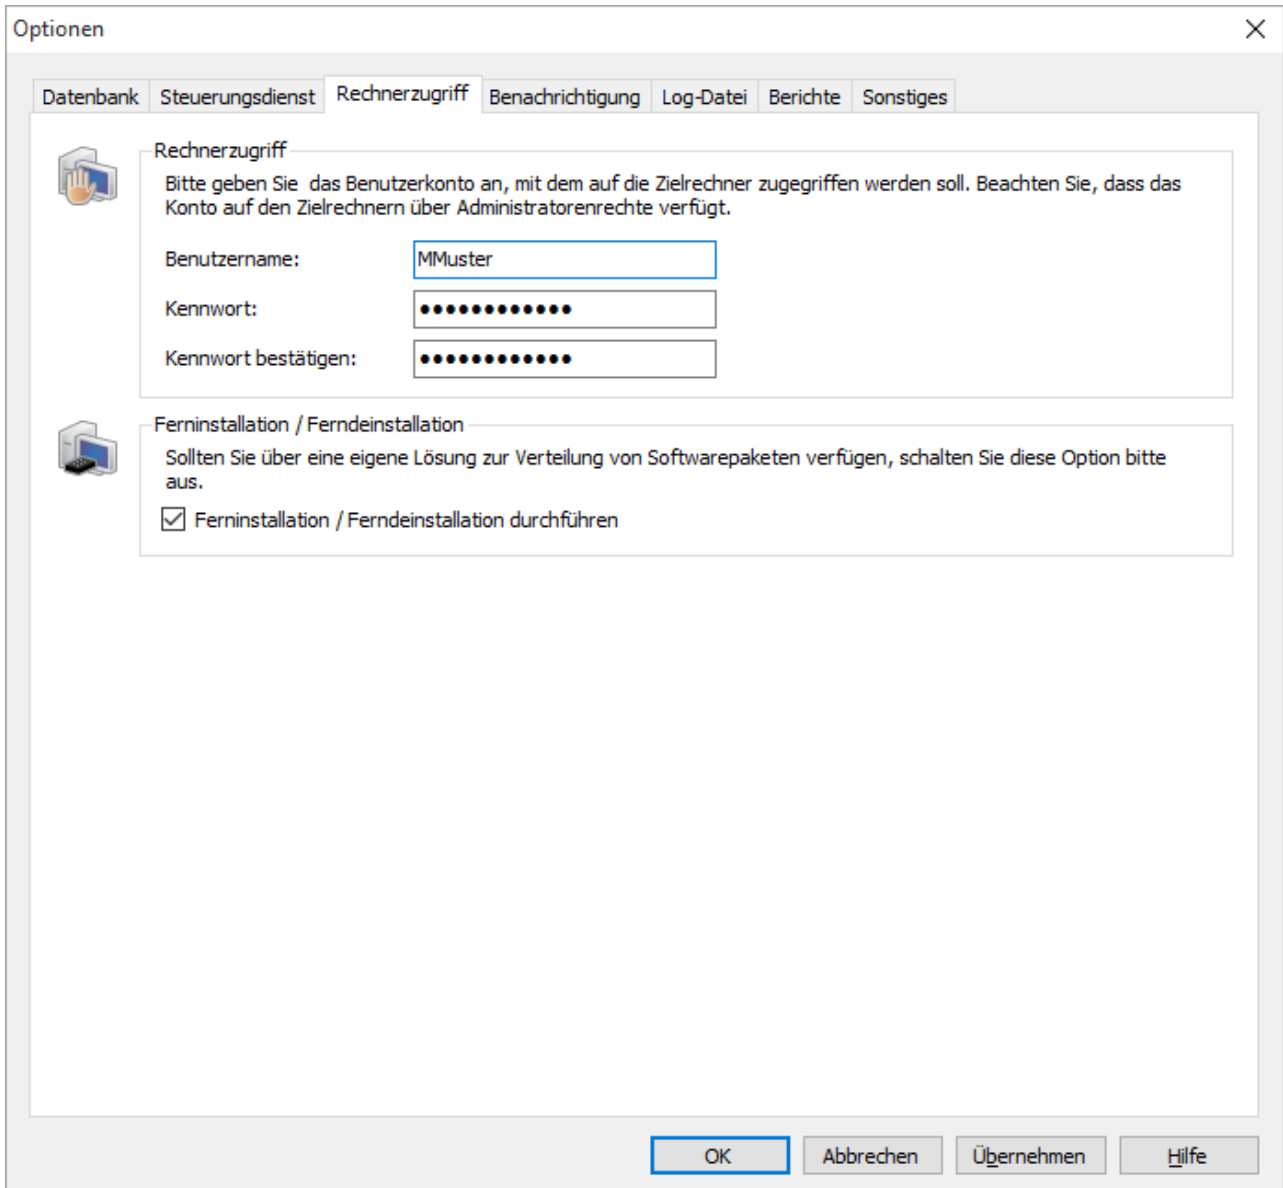 Optionen
Datenbank Steuerungsdienst Rechnerzugriff Benachrichtigung Log-Datei Berichte Sonstiges
Rechnerzugriff
Bitte geben Sie  das Benutzerkonto an, mit dem auf die Zielrechner zugegriffen werden soll. Beachten Sie, dass das
Konto auf den Zielrechnern über Administratorenrechte verfügt.
Benutzername: MMuster
Kennwort: ●●●●●●●●●●●●
Kennwort bestätigen: ●●●●●●●●●●●●
Ferninstallation / Ferndeinstallation
Sollten Sie über eine eigene Lösung zur Verteilung von Softwarepaketen verfügen, schalten Sie diese Option bitte
aus.
Ferninstallation / Ferndeinstallation durchführen
OK Abbrechen Übernehmen Hilfe